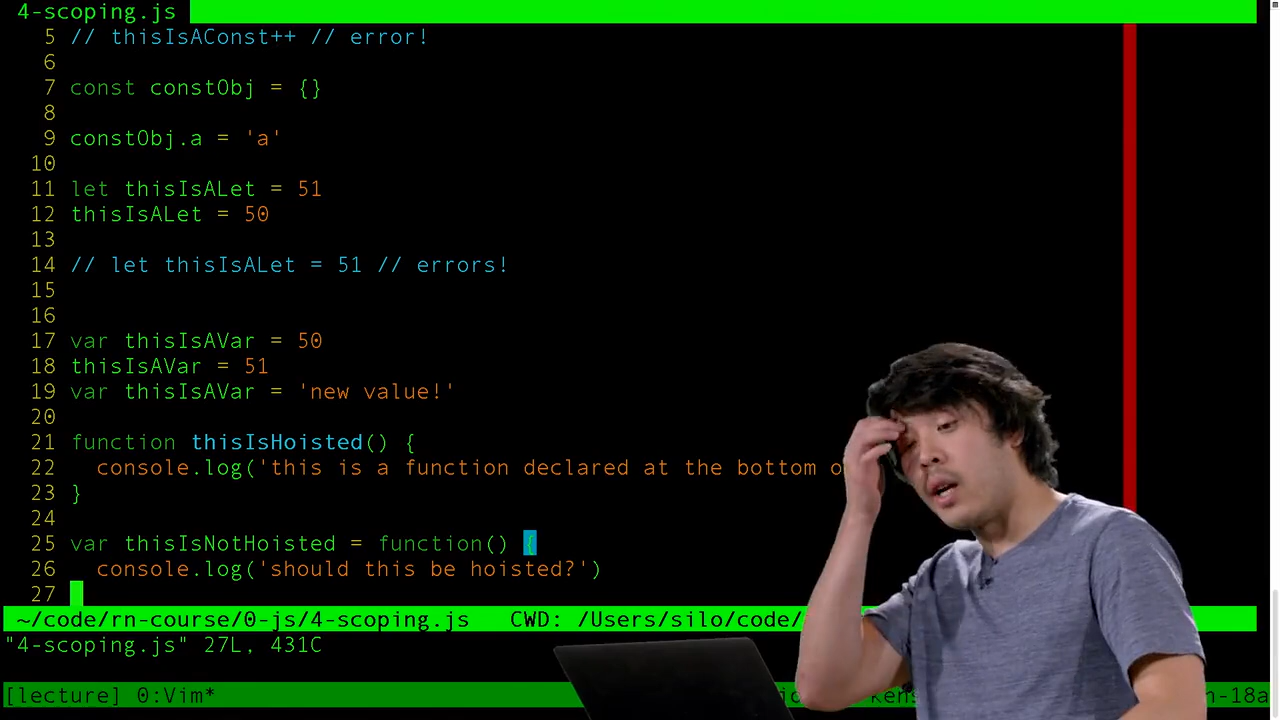 4-scoping.js
5 // thisIsAConst++ // error!
6
7 const constObj = {}
8
9 constObj.a = 'a'
10
11 let thisIsALet = 51
12 thisIsALet = 50
13
14 // let thisIsALet = 51 // errors!
15
16
17 var thisIsAVar = 50
18 thisIsAVar = 51
19 var thisIsAVar = 'new value!'
20
21 function thisIsHoisted() {
22 console.log('this is a function declared at the bottom o
23 }
24
25 var thisIsNotHoisted = function() {
26 console.log('should this be hoisted?')
27
~/code/rn-course/0-js/4-scoping.js CWD: /Users/silo/code/
"4-scoping.js" 27L, 431C
[lecture] 0:Vim*